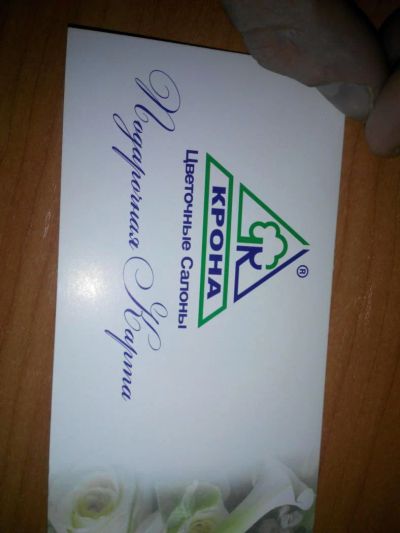 К
®
КРОНА
Цветочные Салоны
Подарочная Карта